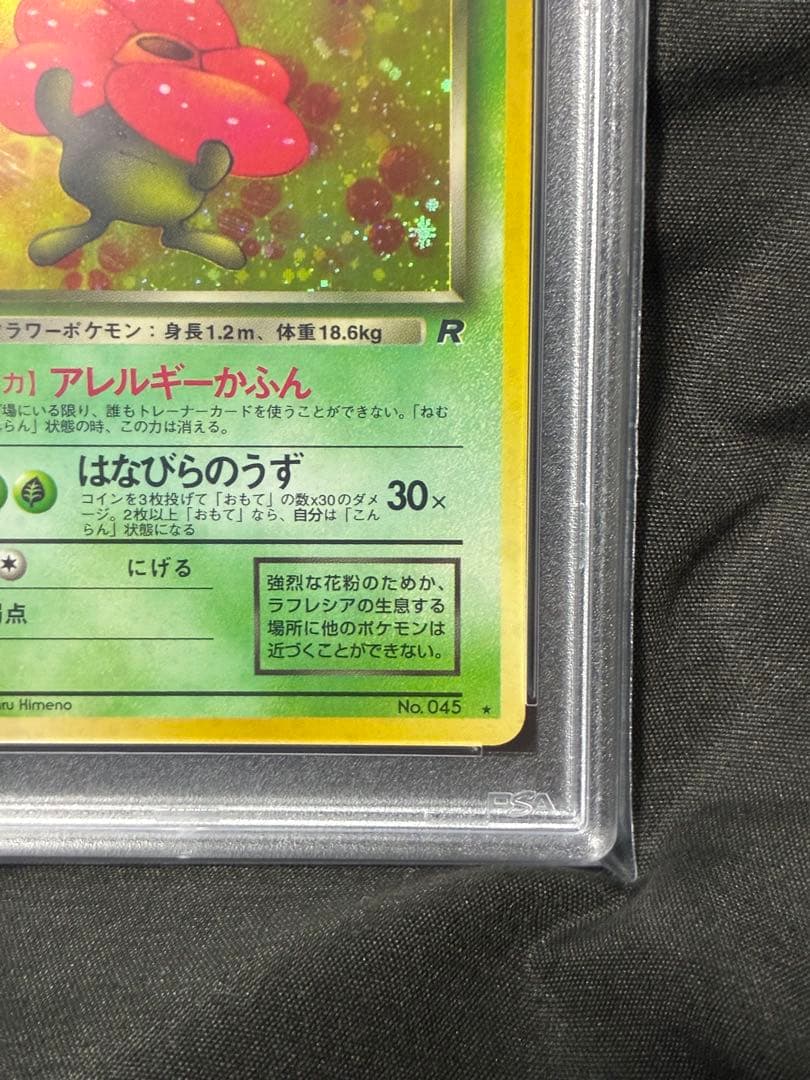 ラワーポケモン：身長1.2m、体重18.6kg R
カ】アレルギーかふん
場にいる限り、誰もトレーナーカードを使うことができない。「ねむ
らん」状態の時、この力は消える。
はなびらのうず
30×
コインを3枚投げて「おもて」の数x30のダメ
ージ。2枚以上「おもて」なら、自分は「こん
らん」状態になる
にげる
点
強烈な花粉のためか、
ラフレシアの生息する
場所に他のポケモンは
近づくことができない。
ru Himeno
No. 045 ★
PSA